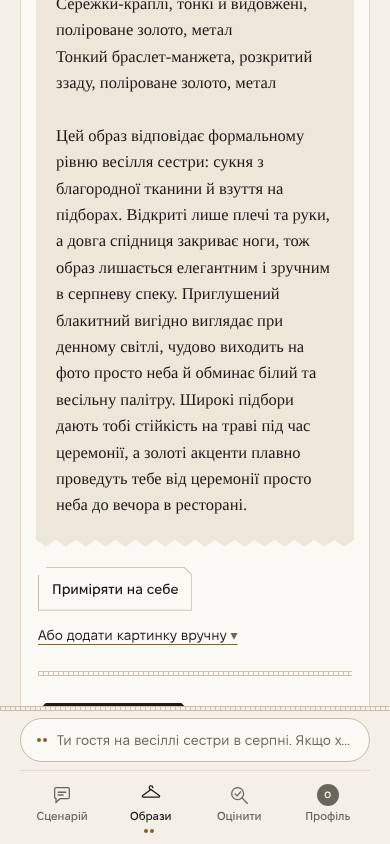 Сережки-краплі, тонкі й видовжені,
поліроване золото, метал
Тонкий браслет-манжета, розкритий
ззаду, поліроване золото, метал
Цей образ відповідає формальному
рівню весілля сестри: сукня з
благородної тканини й взуття на
підборах. Відкриті лише плечі та руки,
а довга спідниця закриває ноги, тож
образ лишається елегантним і зручним
в серпневу спеку. Приглушений
блакитний вигідно виглядає при
денному світлі, чудово виходить на
фото просто неба й обминає білий та
весільну палітру. Широкі підбори
дають тобі стійкість на траві під час
церемонії, а золоті акценти плавно
проведуть тебе від церемонії просто
неба до вечора в ресторані.
Приміряти на себе
Або додати картинку вручну ▾
Ти гостя на весіллі сестри в серпні. Якщо х...
Сценарій
Образи
Оцінити
О
Профіль